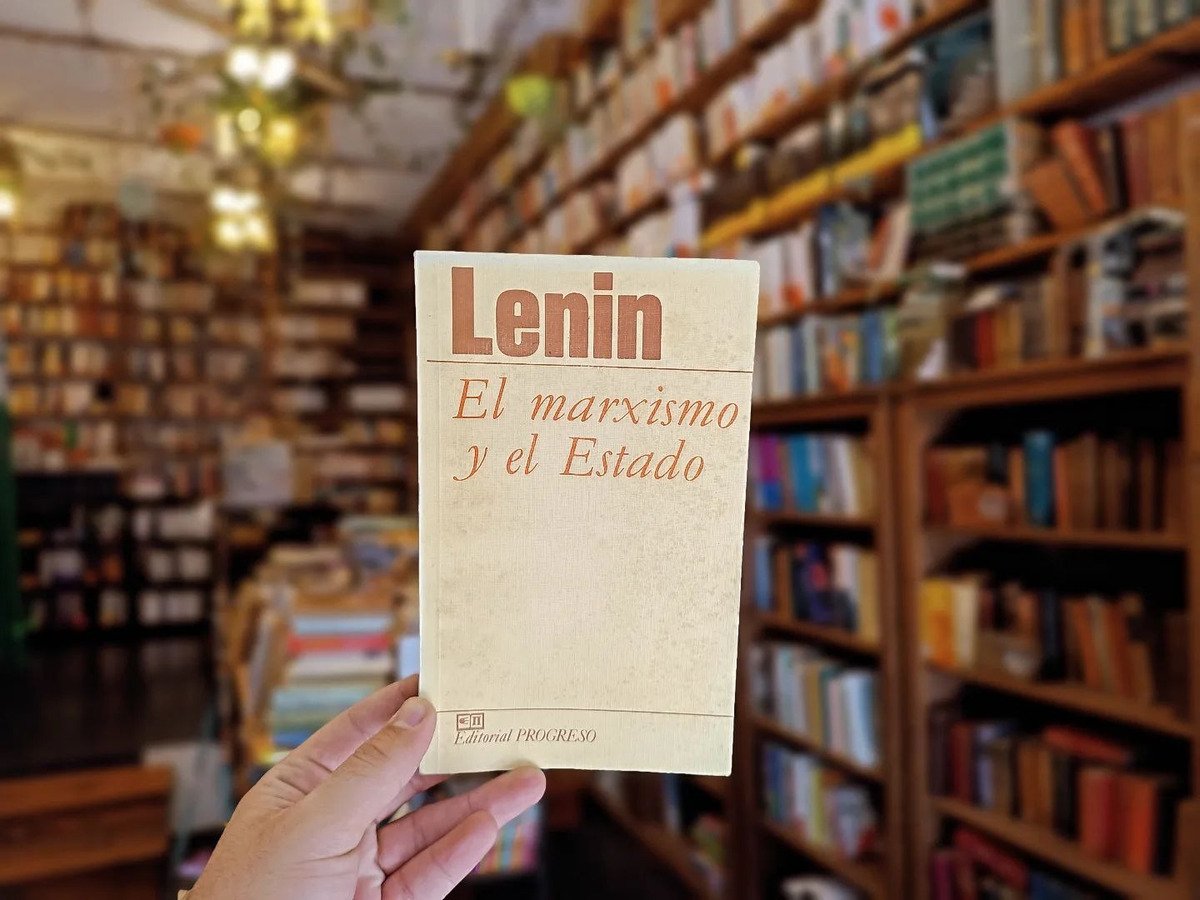 Lenin
El marxismo
y el Estado
Editorial PROGRESO